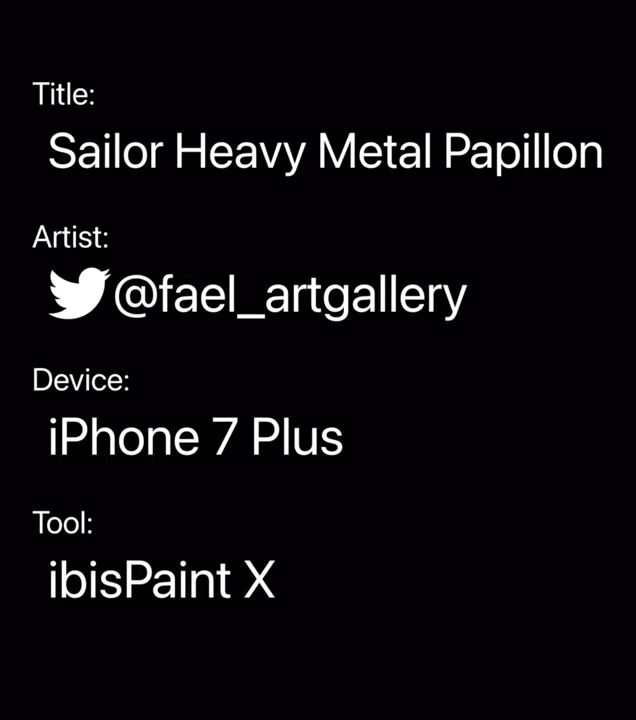 Title:
Sailor Heavy Metal Papillon
Artist:
@fael_artgallery
Device:
iPhone 7 Plus
Tool:
ibisPaint X